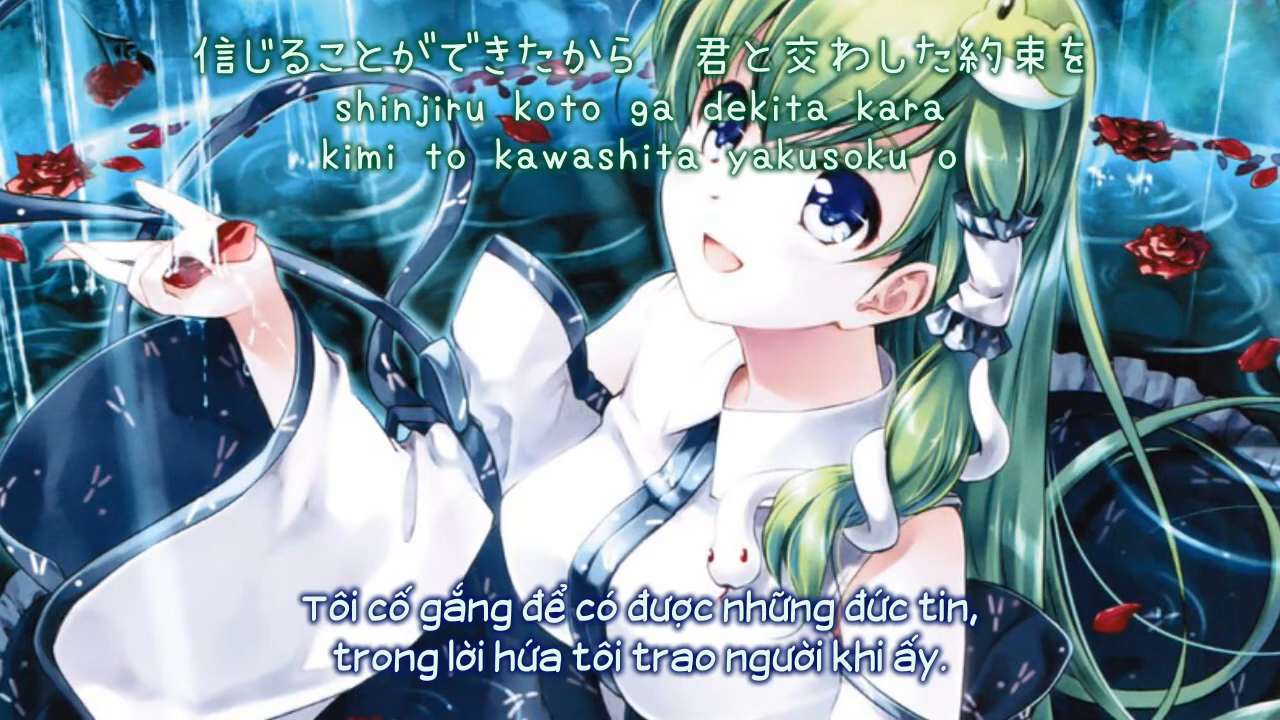 信じることができたから　君と交わした約束を
shinjiru koto ga dekita kara
kimi to kawashita yakusoku o
Tôi cố gắng để có được những đức tin,
trong lời hứa tôi trao người khi ấy.